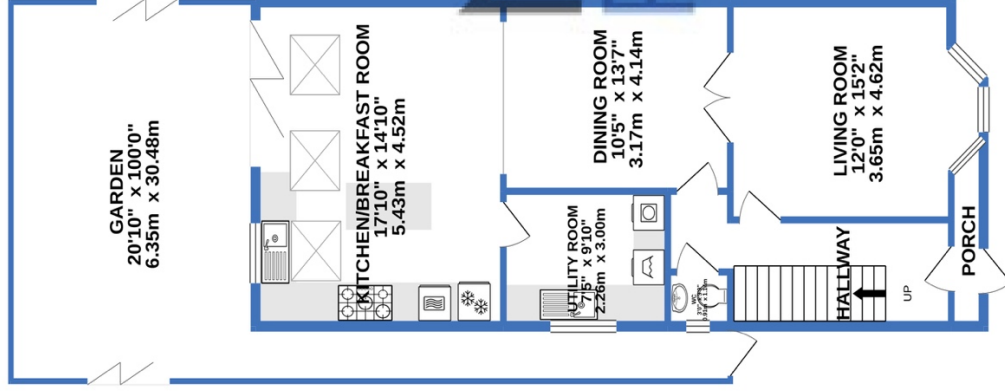 GARDEN
20'10" x 100'0"
6.35m x 30.48m
KITCHEN/BREAKFAST ROOM
17'10" x 14'10"
5.43m x 4.52m
DINING ROOM
10'5" x 13'7"
3.17m x 4.14m
LIVING ROOM
12'0" x 15'2"
3.65m x 4.62m
UTILITY ROOM
7'5" x 9'10"
2.26m x 3.00m
WC
HALLWAY
UP
PORCH